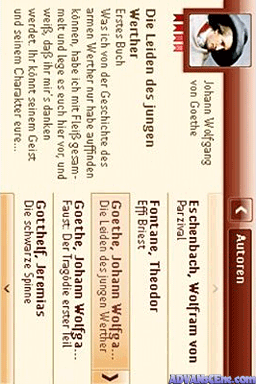 Johann Wolfgang
von Goethe
Die Leiden des jungen
Werther
Erstes Buch
Was ich von der Geschichte des
armen Werther nur habe auffinden
können, habe ich mit Fleiß gesam-
melt und lege es euch hier vor, und
weiß, daß ihr mir's danken
werdet. Ihr könnt seinem Geist
und seinem Charakter eure...
Autoren
Eschenbach, Wolfram von
Parzival
Fontane, Theodor
Effi Briest
Goethe, Johann Wolfga...
Die Leiden des jungen Werther
Goethe, Johann Wolfga...
Faust: Der Tragödie erster Teil
Gotthelf, Jeremias
Die schwarze Spinne
ADVANsCEne.com